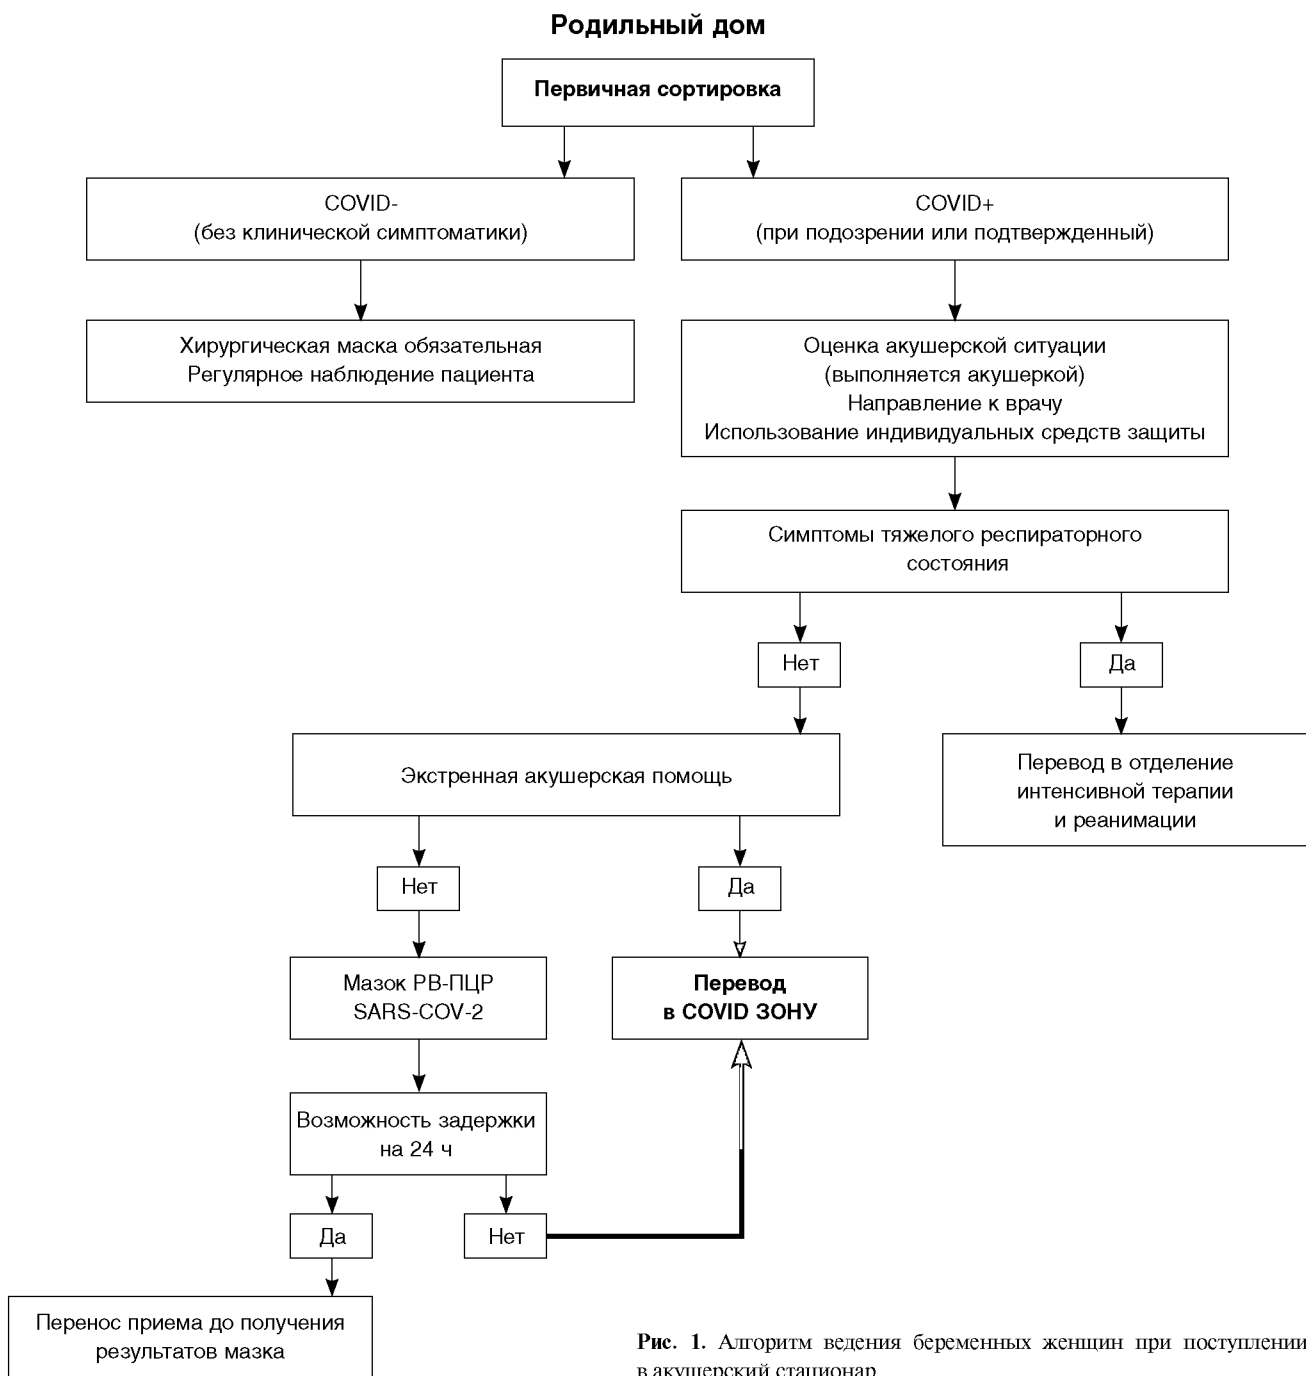 Родильный дом
Первичная сортировка
COVID-
(без клинической симптоматики)
COVID+
(при подозрении или подтвержденный)
Хирургическая маска обязательная
Регулярное наблюдение пациента
Оценка акушерской ситуации
(выполняется акушеркой)
Направление к врачу
Использование индивидуальных средств защиты
Симптомы тяжелого респираторного
состояния
Нет
Да
Экстренная акушерская помощь
Перевод в отделение
интенсивной терапии
и реанимации
Нет
Да
Мазок РВ-ПЦР
SARS-COV-2
Перевод
в COVID ЗОНУ
Возможность задержки
на 24 ч
Да
Нет
Перенос приема до получения
результатов мазка
Рис. 1. Алгоритм ведения беременных женщин при поступлении
в акушерский стационар